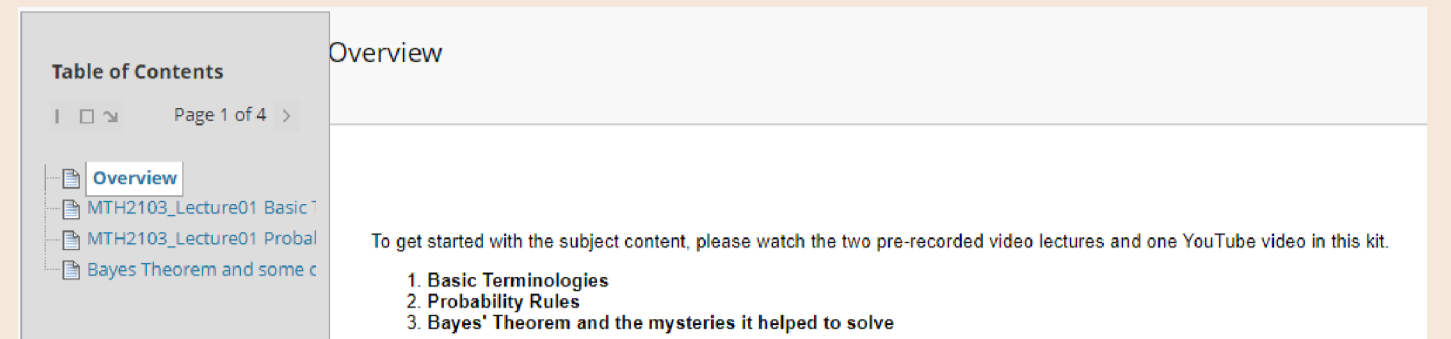 Table of Contents
Page 1 of 4 >
Overview
MTH2103_Lecture01 Basic
MTH2103_Lecture01 Probal
Bayes Theorem and some c
Overview
To get started with the subject content, please watch the two pre-recorded video lectures and one YouTube video in this kit.
1. Basic Terminologies
2. Probability Rules
3. Bayes' Theorem and the mysteries it helped to solve